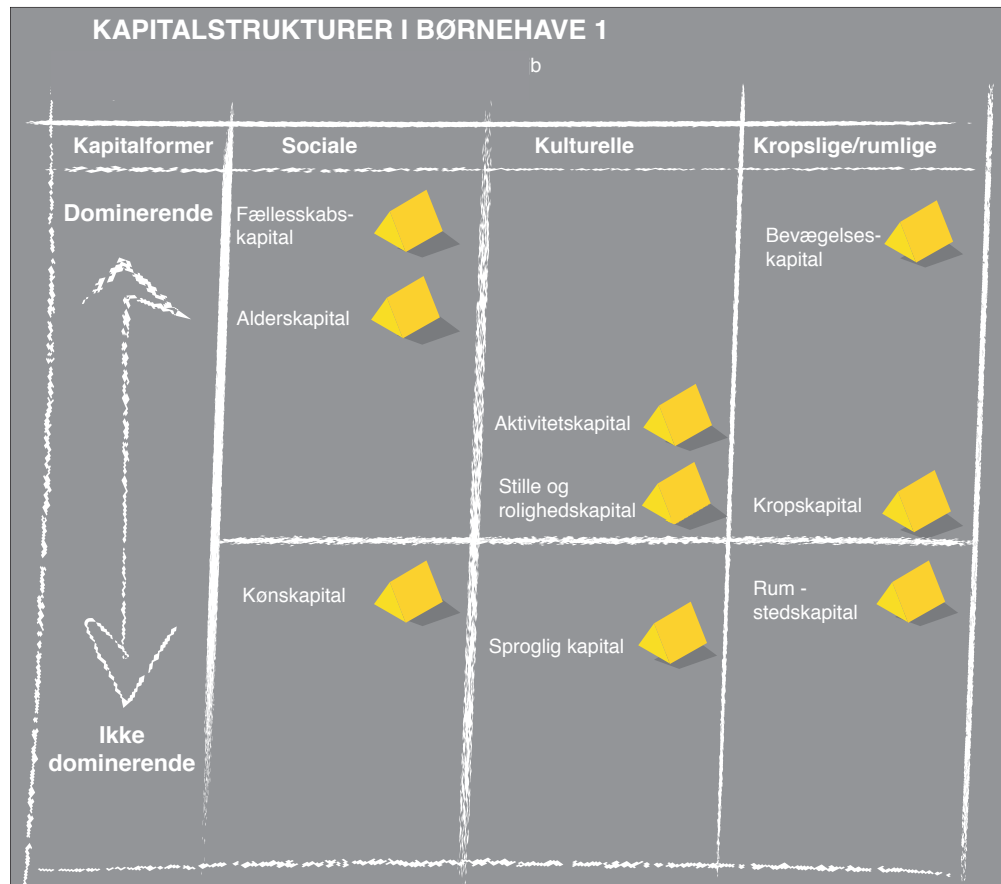 KAPITALSTRUKTURER I BØRNEHAVE 1
b
Kapitalformer
Sociale
Kulturelle
Kropslige/rumlige
Dominerende
Fællesskabs-
kapital
Bevægelses-
kapital
Alderskapital
Aktivitetskapital
Stille og
rolighedskapital
Kropskapital
Kønskapital
Rum -
stedskapital
Sproglig kapital
Ikke
dominerende